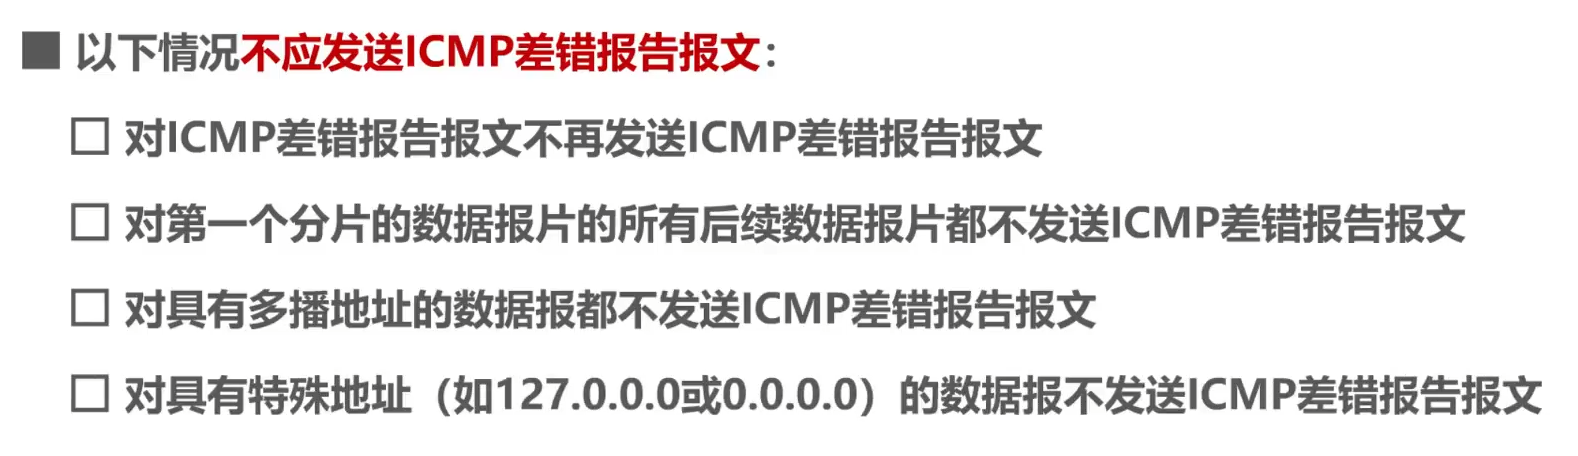 以下情况不应发送ICMP差错报告报文：
对ICMP差错报告报文不再发送ICMP差错报告报文
对第一个分片的数据报片的所有后续数据报片都不发送ICMP差错报告报文
对具有多播地址的数据报都不发送ICMP差错报告报文
对具有特殊地址（如127.0.0.0或0.0.0.0）的数据报不发送ICMP差错报告报文